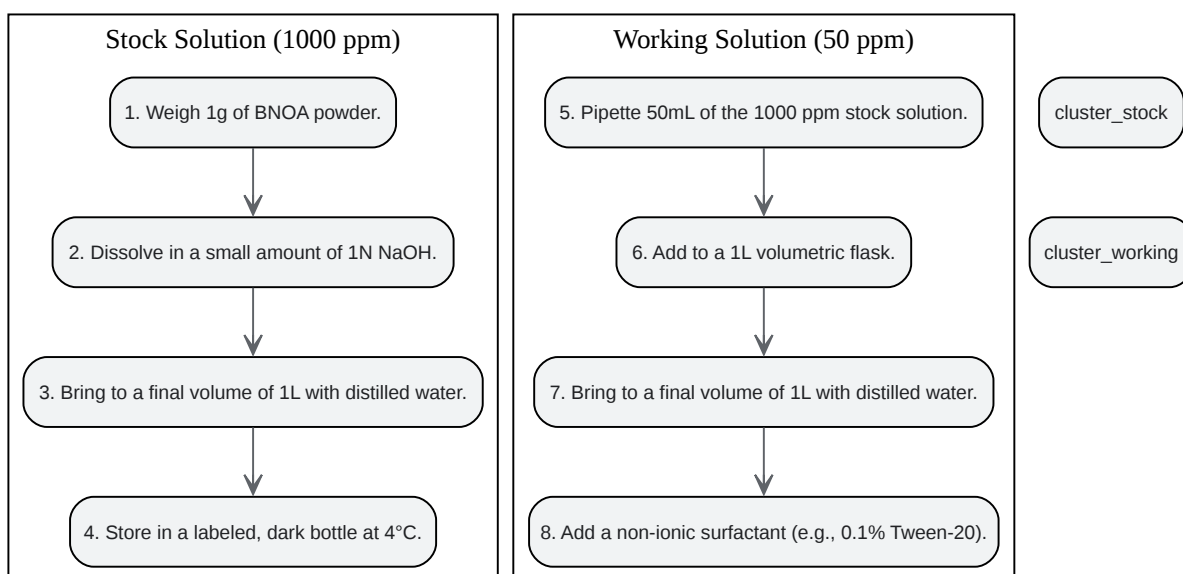 Stock Solution (1000 ppm)
1. Weigh 1g of BNOA powder.
2. Dissolve in a small amount of 1N NaOH.
3. Bring to a final volume of 1L with distilled water.
4. Store in a labeled, dark bottle at 4°C.
Working Solution (50 ppm)
5. Pipette 50mL of the 1000 ppm stock solution.
6. Add to a 1L volumetric flask.
7. Bring to a final volume of 1L with distilled water.
8. Add a non-ionic surfactant (e.g., 0.1% Tween-20).
cluster_stock
cluster_working